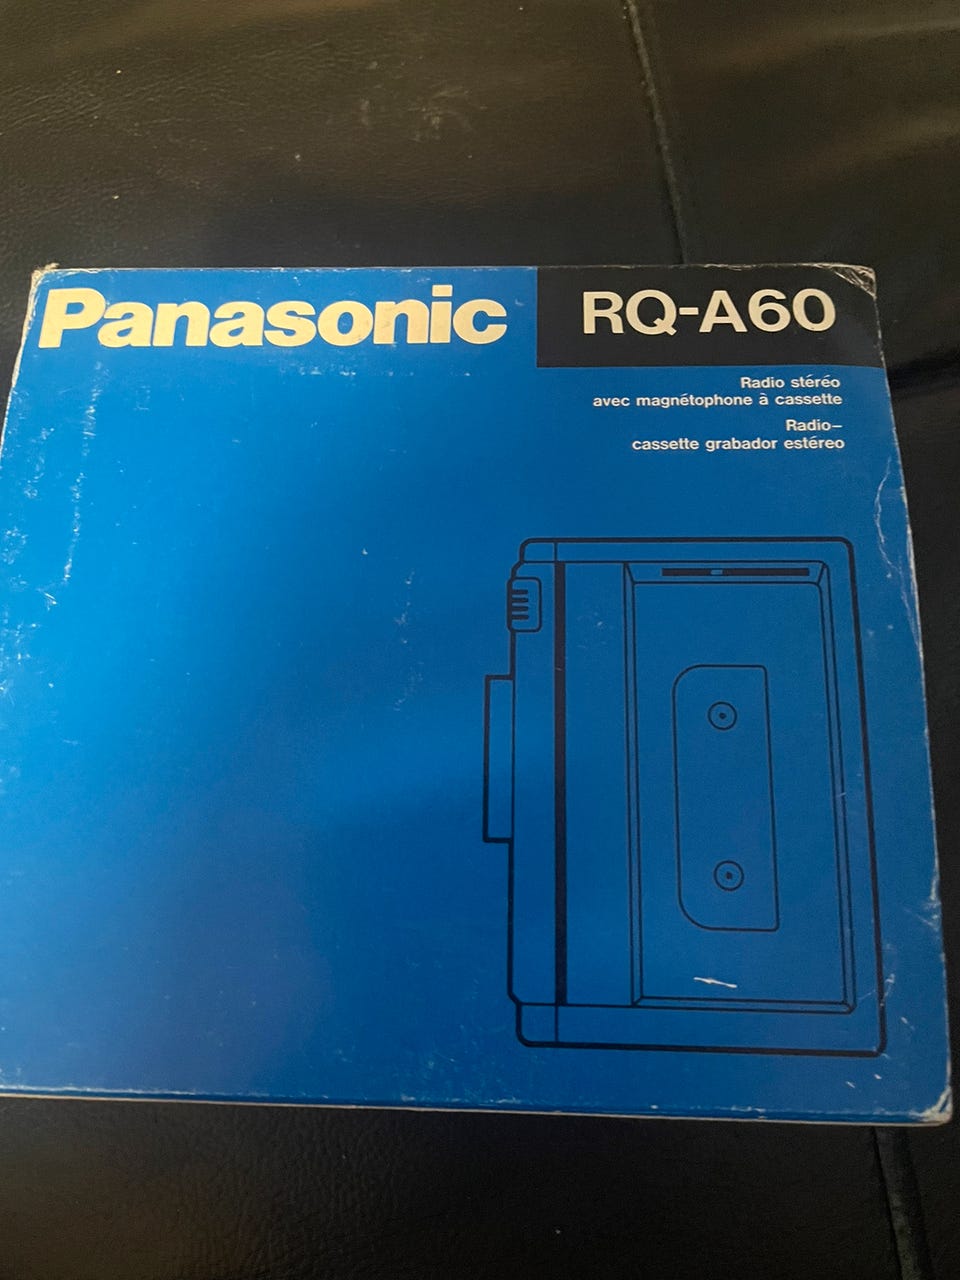 Panasonic
RQ-A60
Radio stéréo
avec magnétophone à cassette
Radio–
cassette grabador estéreo